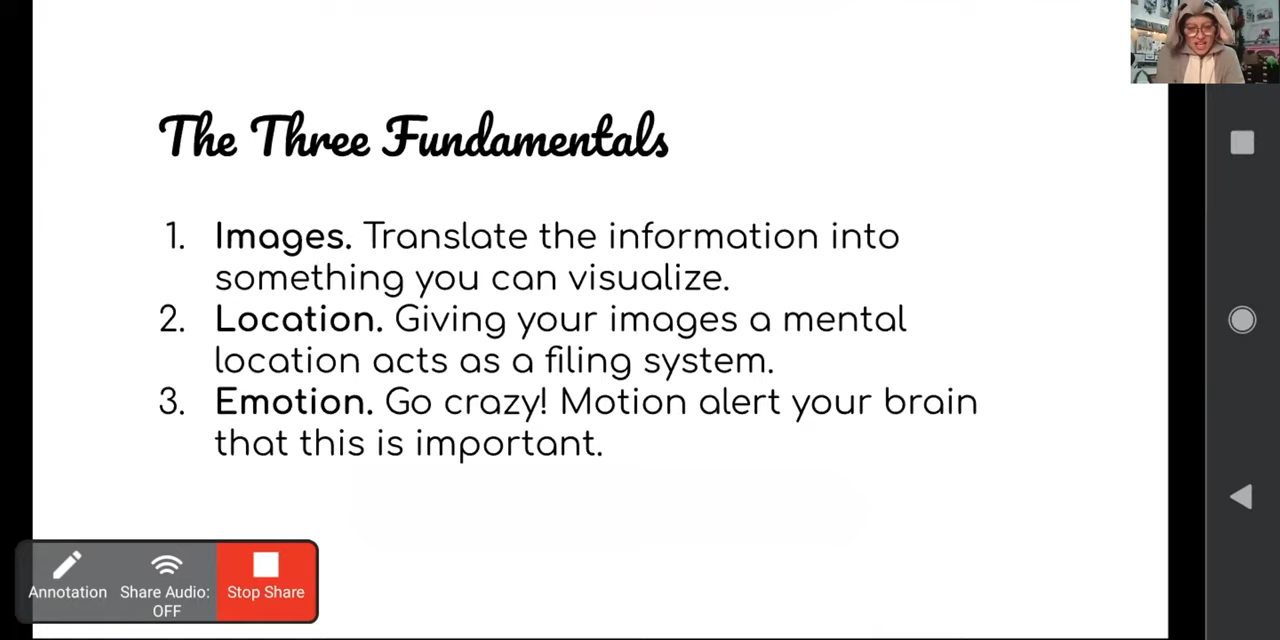 The Three Fundamentals
1. Images. Translate the information into
something you can visualize.
2. Location. Giving your images a mental
location acts as a filing system.
3. Emotion. Go crazy! Motion alert your brain
that this is important.
Annotation
Share Audio:
OFF
Stop Share